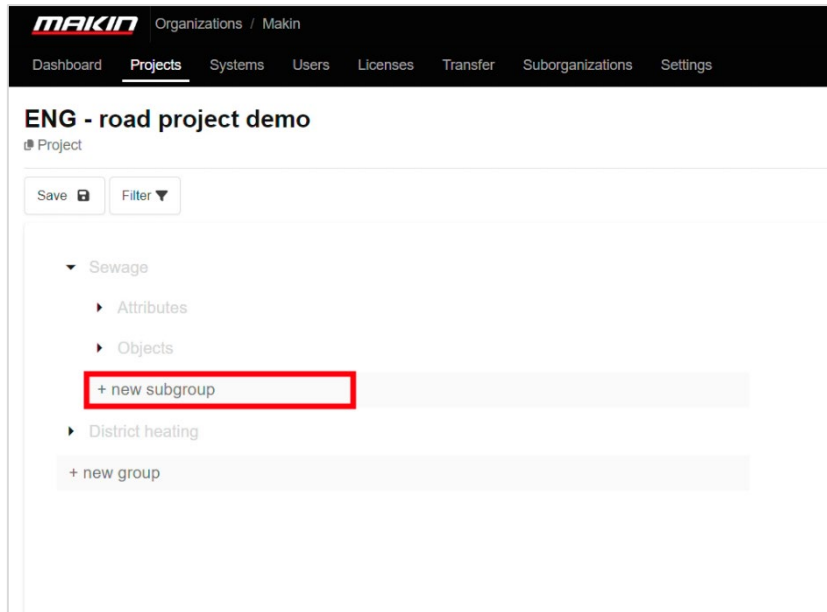 MAKIN Organizations / Makin
Dashboard Projects Systems Users Licenses Transfer Suborganizations Settings
ENG - road project demo
Project
Save Filter
Sewage
Attributes
Objects
+ new subgroup
District heating
+ new group